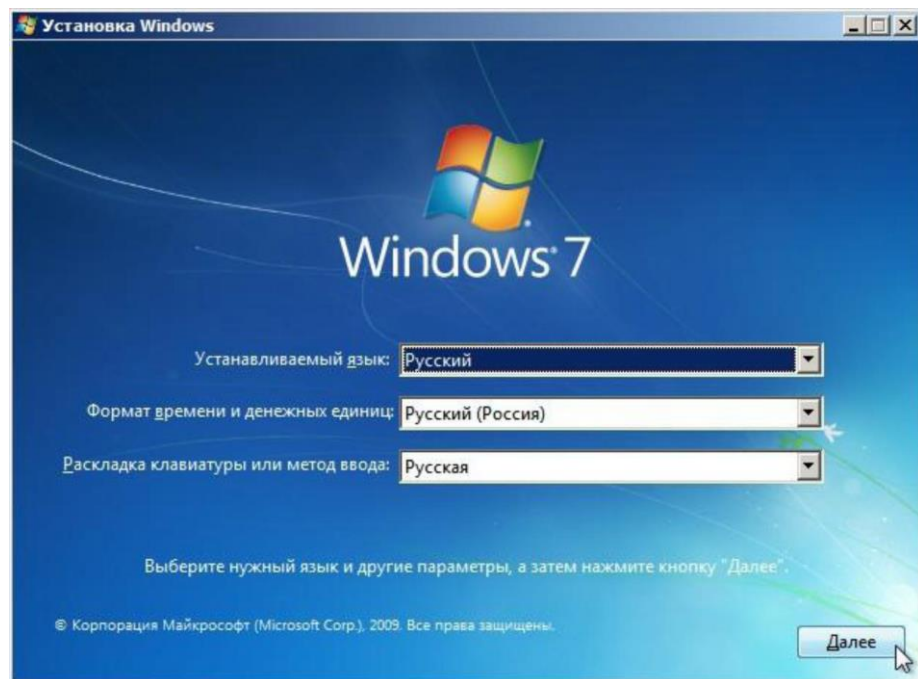 Установка Windows
Windows® 7
Устанавливаемый язык: Русский
Формат времени и денежных единиц: Русский (Россия)
Раскладка клавиатуры или метод ввода: Русская
Выберите нужный язык и другие параметры, а затем нажмите кнопку "Далее".
© Корпорация Майкрософт (Microsoft Corp.), 2009. Все права защищены.
Далее